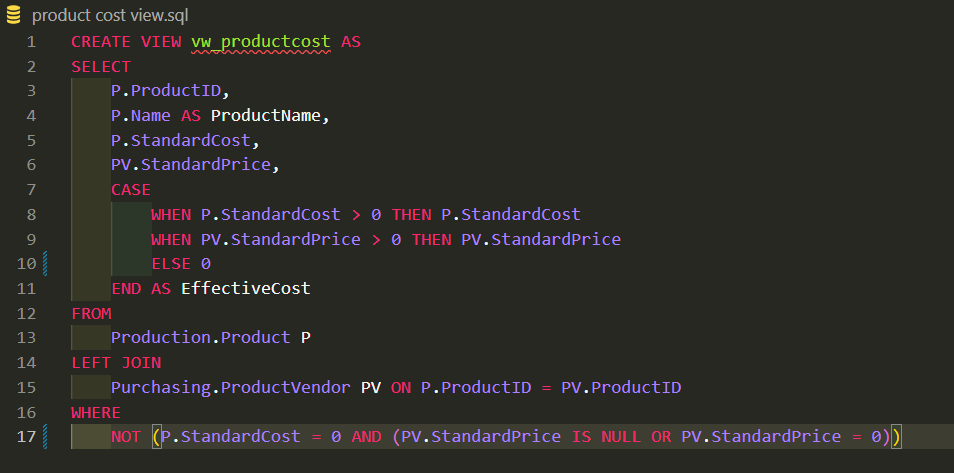 product cost view.sql
1 CREATE VIEW vw_productcost AS
2 SELECT
3 P.ProductID,
4 P.Name AS ProductName,
5 P.StandardCost,
6 PV.StandardPrice,
7 CASE
8 WHEN P.StandardCost > 0 THEN P.StandardCost
9 WHEN PV.StandardPrice > 0 THEN PV.StandardPrice
10 ELSE 0
11 END AS EffectiveCost
12 FROM
13 Production.Product P
14 LEFT JOIN
15 Purchasing.ProductVendor PV ON P.ProductID = PV.ProductID
16 WHERE
17 NOT (P.StandardCost = 0 AND (PV.StandardPrice IS NULL OR PV.StandardPrice = 0))